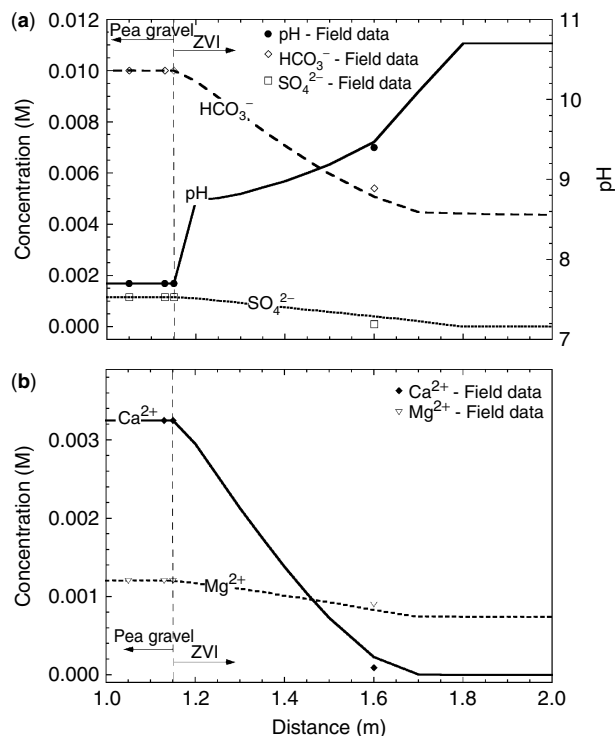 (a)
Pea gravel
ZVI
pH - Field data
HCO₃⁻ - Field data
SO₄²⁻ - Field data
HCO₃⁻
pH
SO₄²⁻
Concentration (M)
0.012
0.010
0.008
0.006
0.004
0.002
0.000
11
10
9
8
7
pH
(b)
Ca²⁺ - Field data
Mg²⁺ - Field data
Ca²⁺
Mg²⁺
Pea gravel
ZVI
Concentration (M)
0.003
0.002
0.001
0.000
1.0 1.2 1.4 1.6 1.8 2.0
Distance (m)